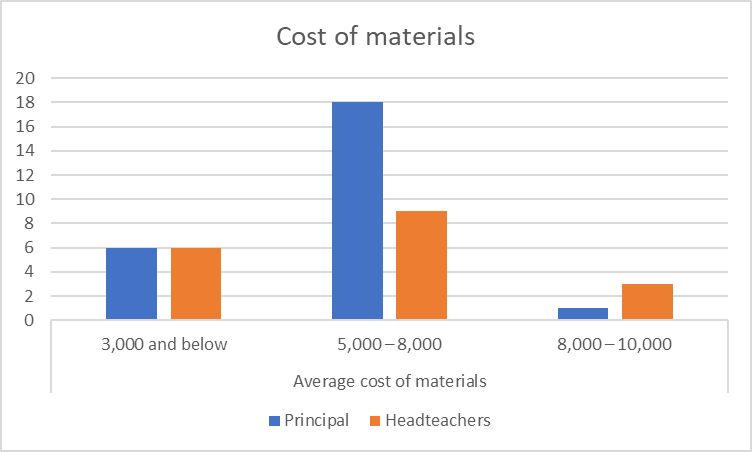 Cost of materials
20
18
16
14
12
10
8
6
4
2
0
3,000 and below
5,000 – 8,000
8,000 – 10,000
Average cost of materials
Principal
Headteachers